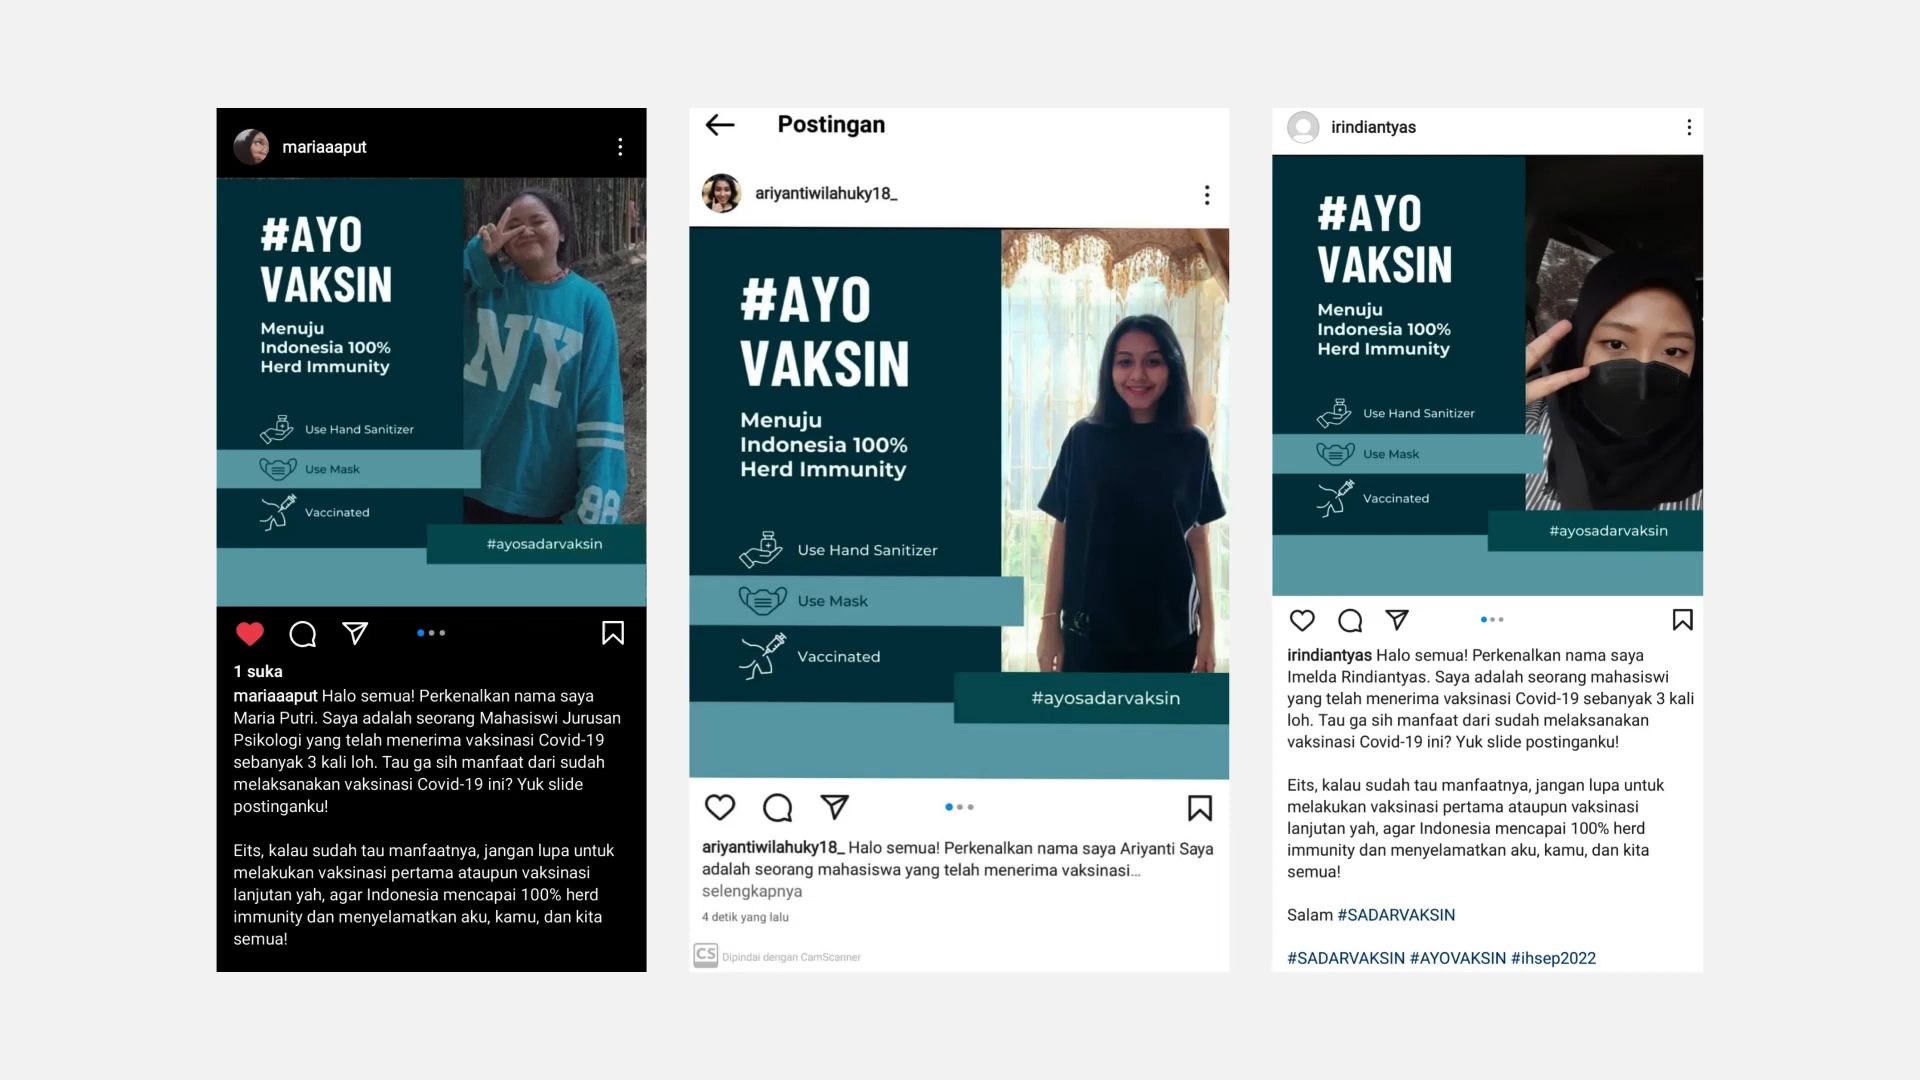 mariaaaput
#AYO
VAKSIN
Menuju
Indonesia 100%
Herd Immunity
Use Hand Sanitizer
Use Mask
Vaccinated
#ayosadarvaksin
NY
88
1 suka
mariaaaput Halo semua! Perkenalkan nama saya
Maria Putri. Saya adalah seorang Mahasiswi Jurusan
Psikologi yang telah menerima vaksinasi Covid-19
sebanyak 3 kali loh. Tau ga sih manfaat dari sudah
melaksanakan vaksinasi Covid-19 ini? Yuk slide
postinganku!
Eits, kalau sudah tau manfaatnya, jangan lupa untuk
melakukan vaksinasi pertama ataupun vaksinasi
lanjutan yah, agar Indonesia mencapai 100% herd
immunity dan menyelamatkan aku, kamu, dan kita
semua!
Postingan
ariyantiwilahuky18_
#AYO
VAKSIN
Menuju
Indonesia 100%
Herd Immunity
Use Hand Sanitizer
Use Mask
Vaccinated
#ayosadarvaksin
ariyantiwilahuky18_ Halo semua! Perkenalkan nama saya Ariyanti Saya
adalah seorang mahasiswa yang telah menerima vaksinasi...
selengkapnya
4 detik yang lalu
CS Dipindai dengan CamScanner
irindiantyas
#AYO
VAKSIN
Menuju
Indonesia 100%
Herd Immunity
Use Hand Sanitizer
Use Mask
Vaccinated
#ayosadarvaksin
irindiantyas Halo semua! Perkenalkan nama saya
Imelda Rindiantyas. Saya adalah seorang mahasiswi
yang telah menerima vaksinasi Covid-19 sebanyak 3 kali
loh. Tau ga sih manfaat dari sudah melaksanakan
vaksinasi Covid-19 ini? Yuk slide postinganku!
Eits, kalau sudah tau manfaatnya, jangan lupa untuk
melakukan vaksinasi pertama ataupun vaksinasi
lanjutan yah, agar Indonesia mencapai 100% herd
immunity dan menyelamatkan aku, kamu, dan kita
semua!
Salam #SADARVAKSIN
#SADARVAKSIN #AYOVAKSIN #ihsep2022